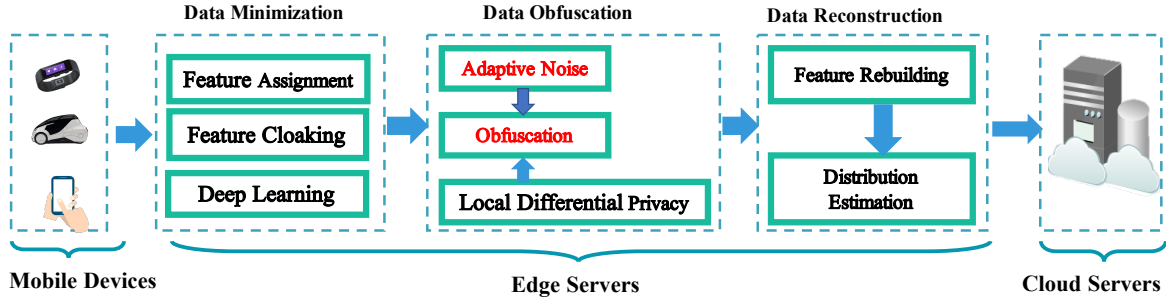 Data Minimization
Data Obfuscation
Data Reconstruction
Feature Assignment
Feature Cloaking
Deep Learning
Adaptive Noise
Obfuscation
Local Differential Privacy
Feature Rebuilding
Distribution
Estimation
Mobile Devices
Edge Servers
Cloud Servers